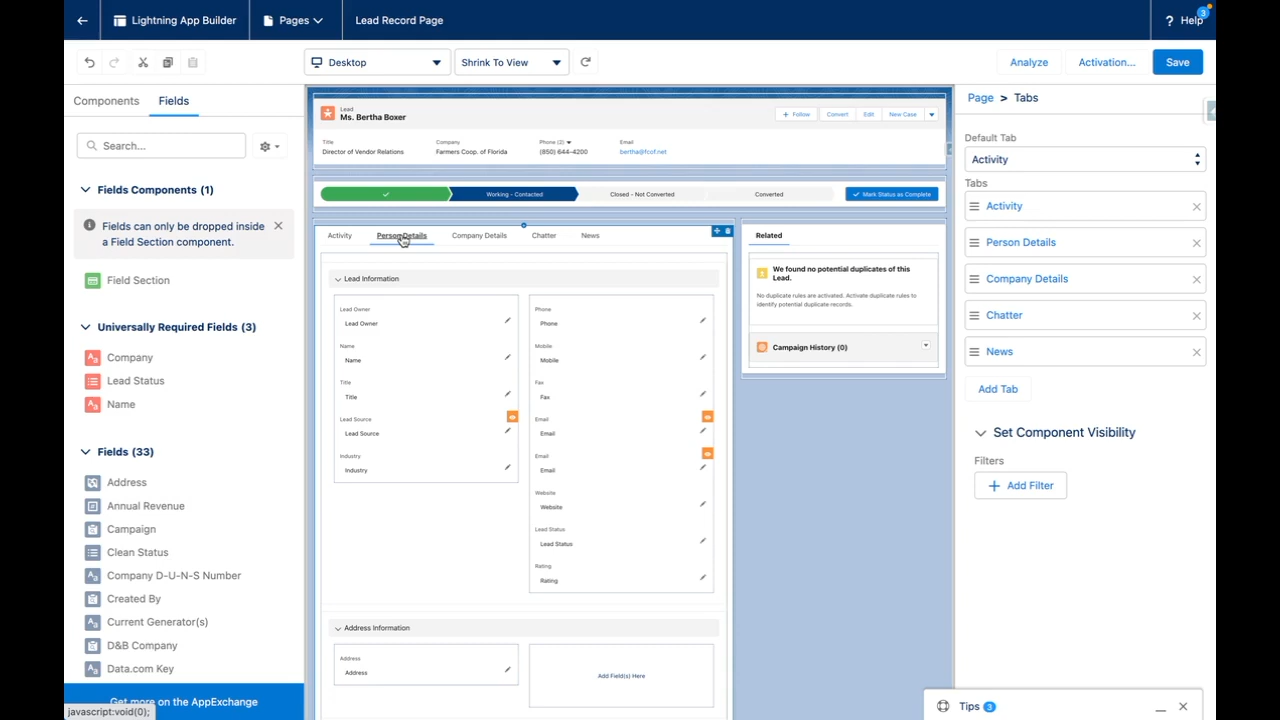 Lightning App Builder
Pages
Lead Record Page
? Help
3
Desktop
Shrink To View
Analyze
Activation...
Save
Components
Fields
Search...
Fields Components (1)
Fields can only be dropped inside
a Field Section component.
Field Section
Universally Required Fields (3)
Company
Lead Status
Name
Fields (33)
Address
Annual Revenue
Campaign
Clean Status
Company D-U-N-S Number
Created By
Current Generator(s)
D&B Company
Data.com Key
Get more on the AppExchange
javascript:void(0);
Lead
Ms. Bertha Boxer
+ Follow
Convert
Edit
New Case
Title
Director of Vendor Relations
Company
Farmers Coop. of Florida
Phone (2)
(850) 644-4200
Email
bertha@fcof.net
Working - Contacted
Closed - Not Converted
Converted
Mark Status as Complete
Activity
Person Details
Company Details
Chatter
News
Lead Information
Lead Owner
Lead Owner
Name
Name
Title
Title
Lead Source
Lead Source
Industry
Industry
Phone
Phone
Mobile
Mobile
Fax
Fax
Email
Email
Email
Email
Website
Website
Lead Status
Lead Status
Rating
Rating
Address Information
Address
Address
Add Field(s) Here
Related
We found no potential duplicates of this
Lead.
No duplicate rules are activated. Activate duplicate rules to
identify potential duplicate records.
Campaign History (0)
Page > Tabs
Default Tab
Activity
Tabs
Activity
Person Details
Company Details
Chatter
News
Add Tab
Set Component Visibility
Filters
+ Add Filter
Tips 3